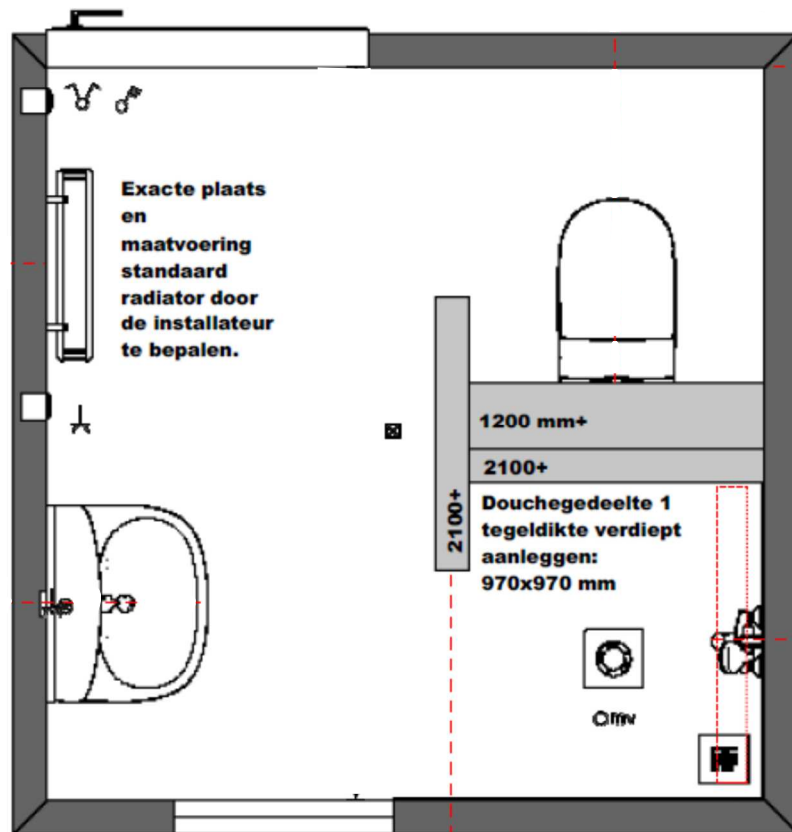 Exacte plaats
en
maatvoering
standaard
radiator door
de installateur
te bepalen.
1200 mm+
2100+
2100+
Douchegedeelte 1
tegeldikte verdiept
aanleggen:
970x970 mm
mv